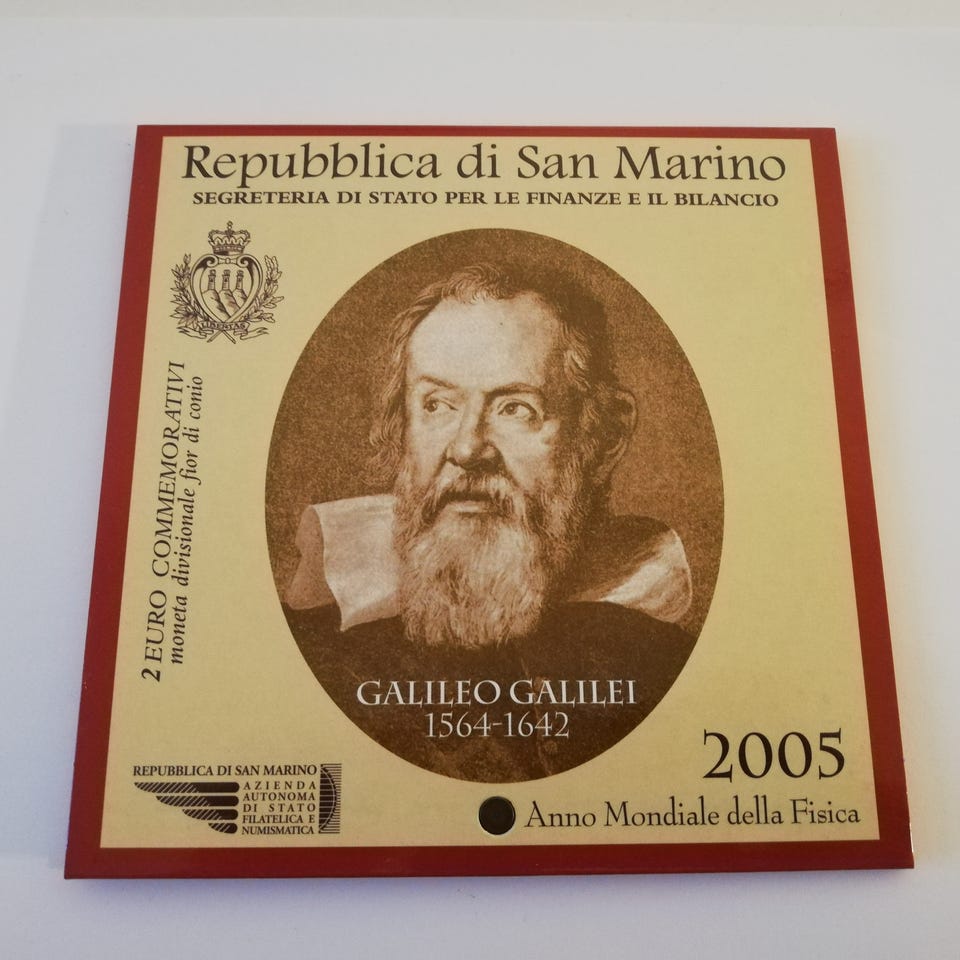 Repubblica di San Marino
SEGRETERIA DI STATO PER LE FINANZE E IL BILANCIO
LIBERTAS
2 EURO COMMEMORATIVI
moneta divisionale fior di conio
GALILEO GALILEI
1564-1642
2005
Anno Mondiale della Fisica
REPUBBLICA DI SAN MARINO
AZIENDA
AUTONOMA
DI STATO
FILATELICA E
NUMISMATICA